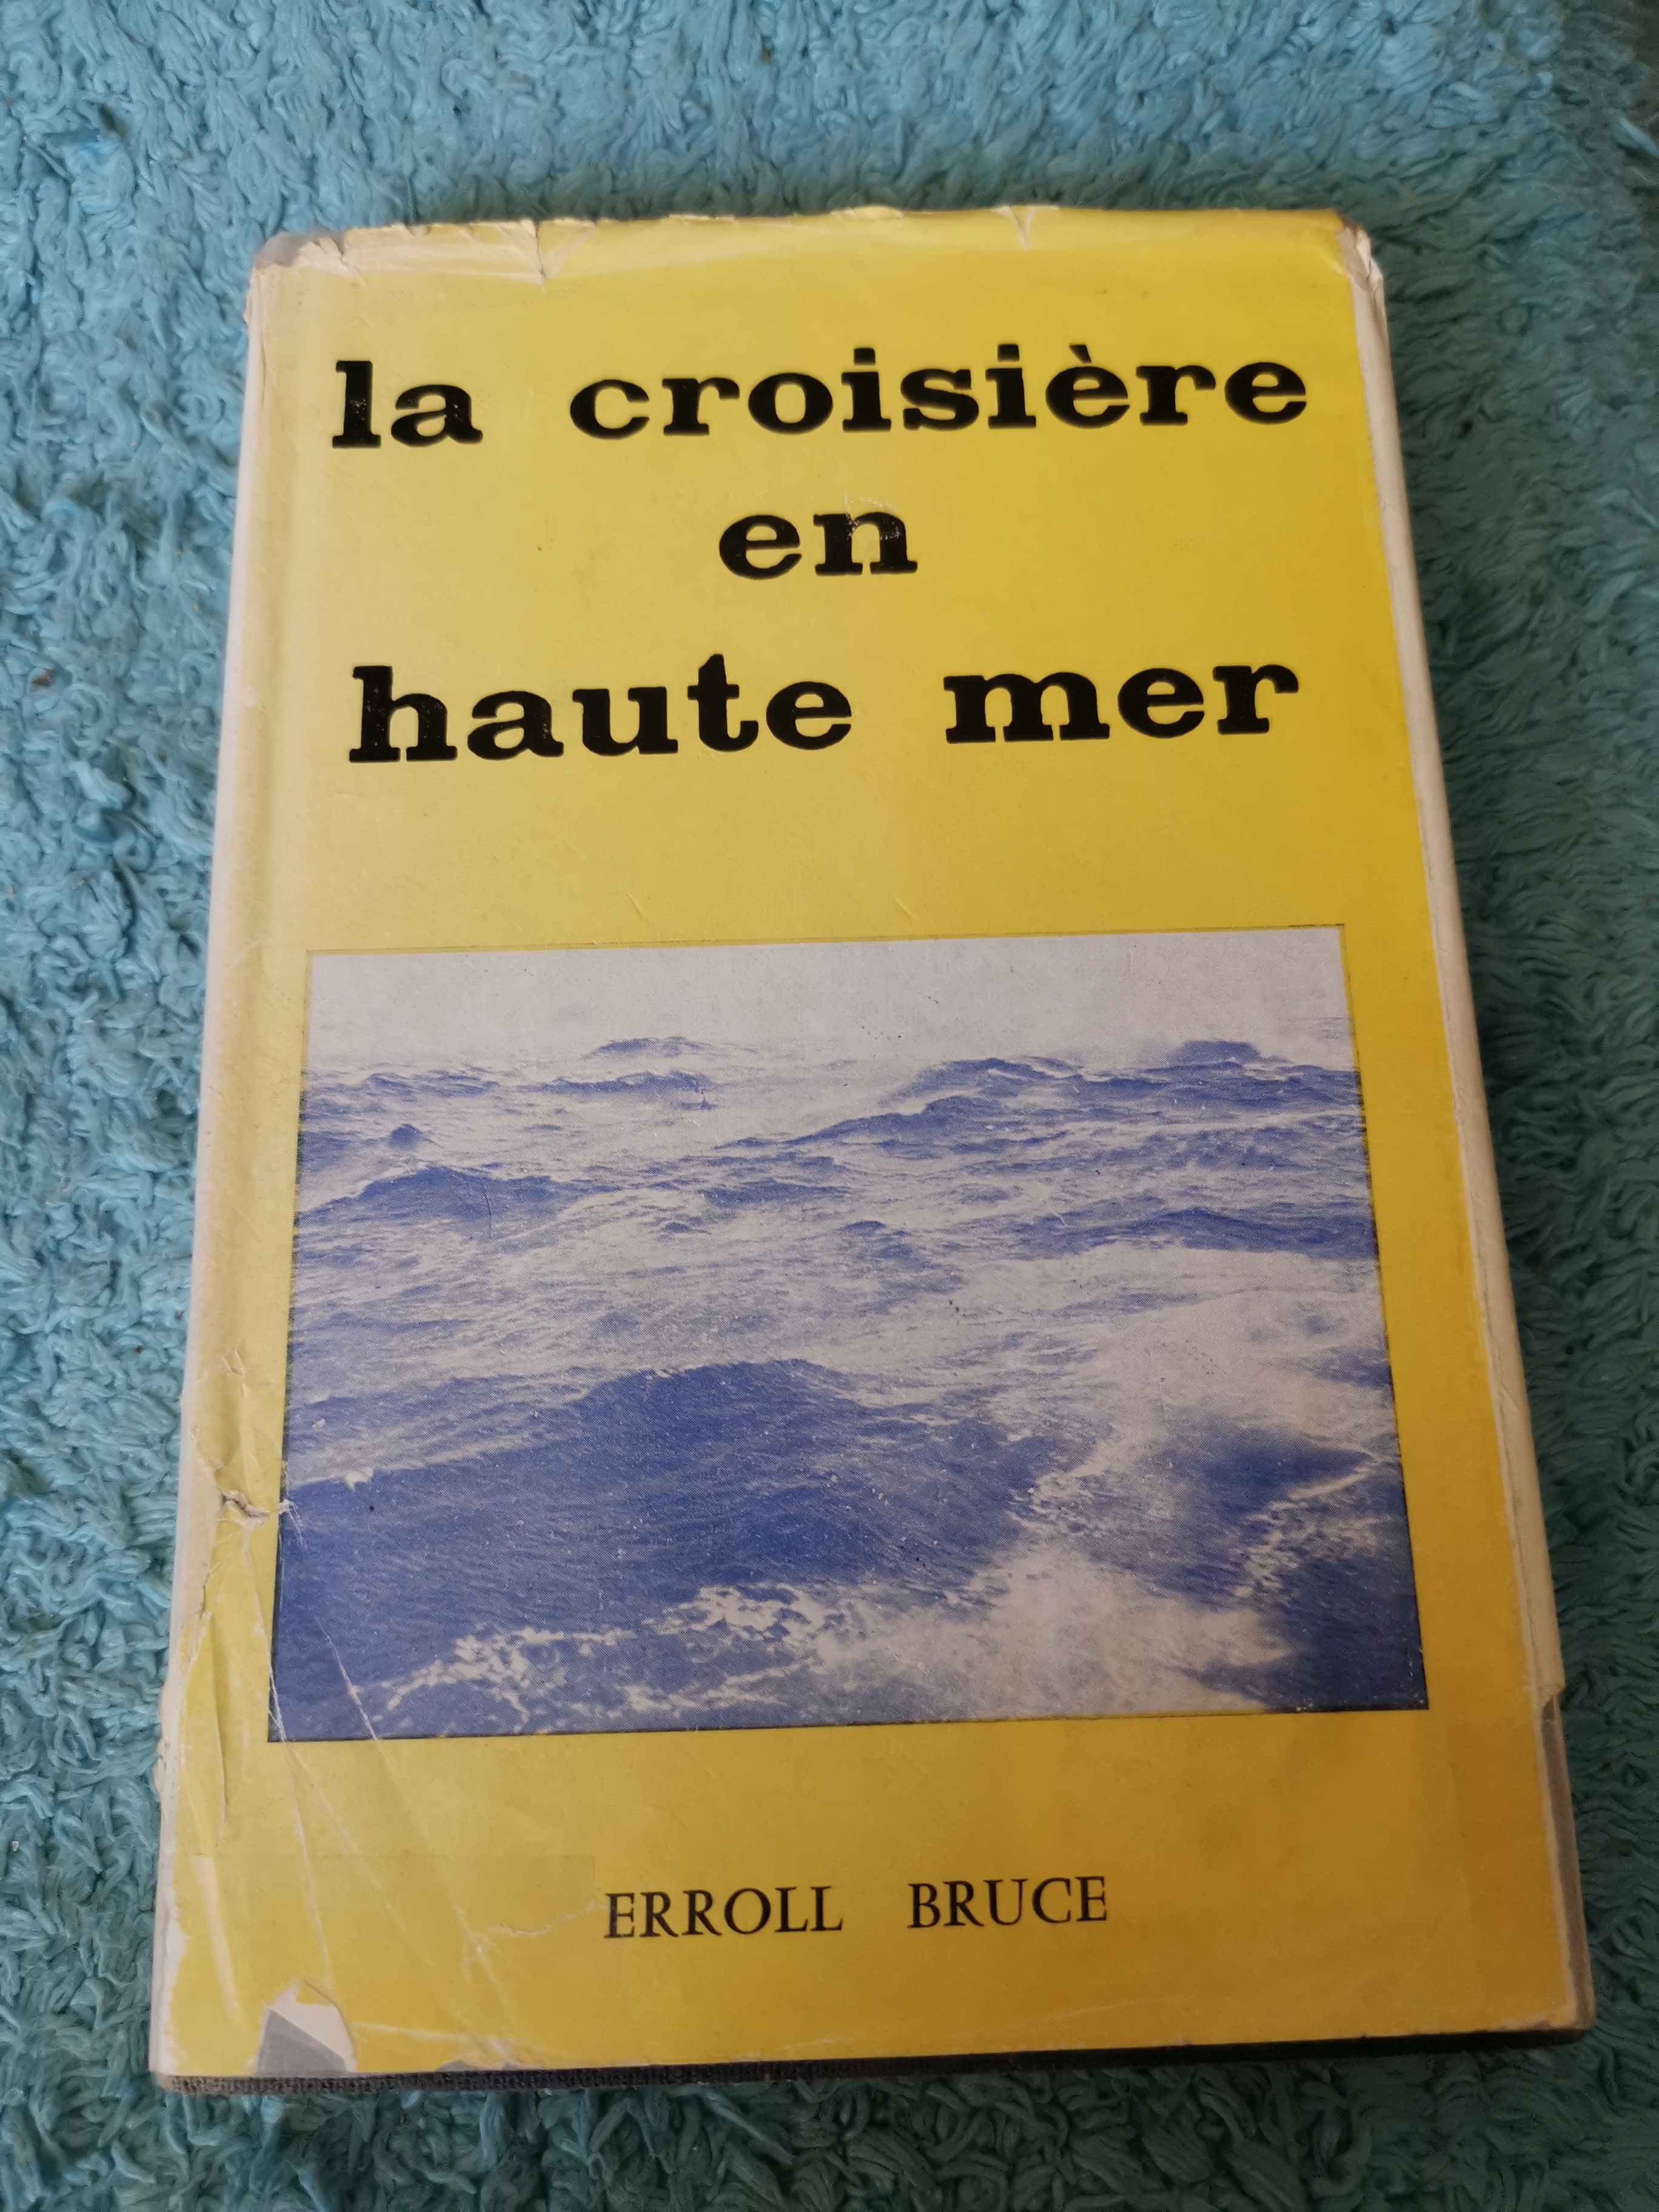 la croisière
en
haute mer
ERROLL BRUCE